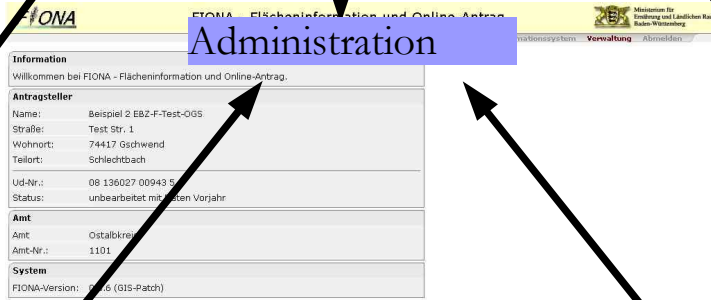 FIONA
FIONA - Flächeninformation und Online-Antrag
Ministerium für
Ernährung und Ländlichen
Baden-Württemberg
Administration
mationssystem Verwaltung Abmelden
Information
Willkommen bei FIONA - Flächeninformation und Online-Antrag.
Antragsteller
Name: Beispiel 2 EBZ-F-Test-OGS
Straße: Test Str. 1
Wohnort: 74417 Gschwend
Teilort: Schlechtbach
Ud-Nr.: 08 136027 00943 5
Status: unbearbeitet mit Vorjahr
Amt
Amt Ostalbkreis
Amt-Nr.: 1101
System
FIONA-Version: (GIS-Patch)